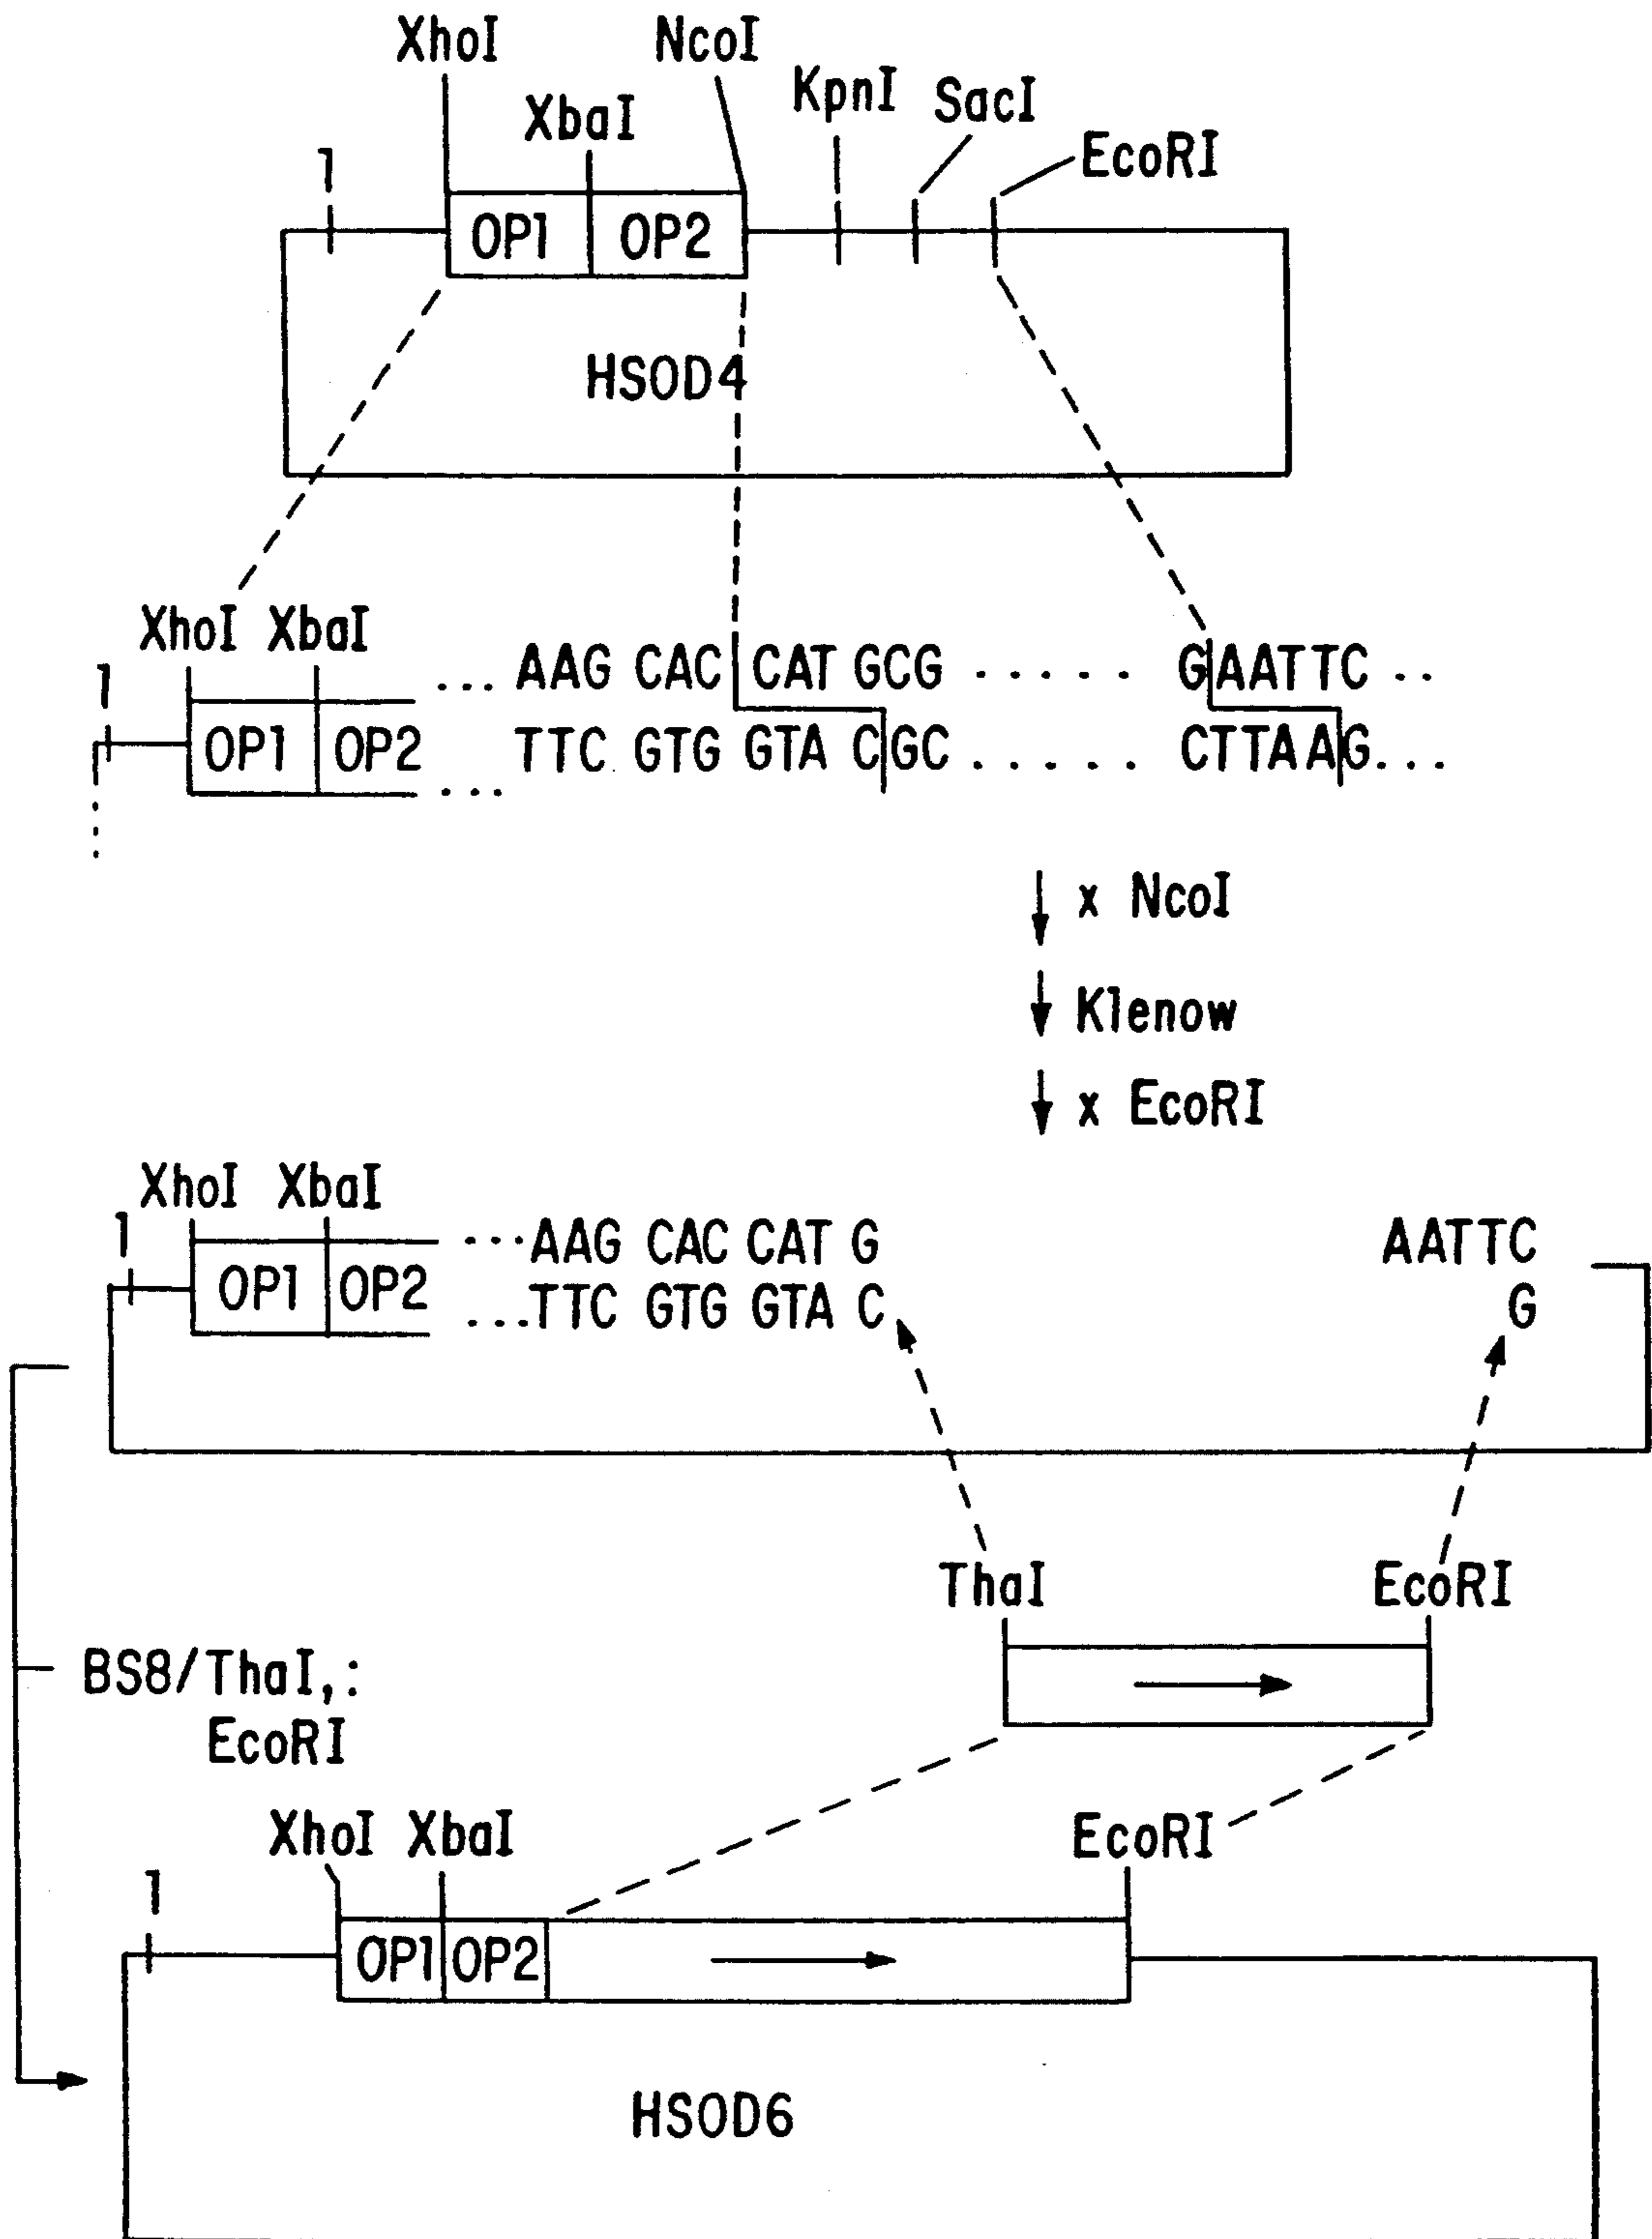 XhoI NcoI
XbaI KpnI SacI
1 EcoRI
OP1 OP2
HSOD4
XhoI XbaI
1 ... AAG CAC CAT GCG ..... GAATTC ..
OP1 OP2 ... TTC GTG GTA CGC ..... CTTAAG...
x NcoI
Klenow
x EcoRI
XhoI XbaI
1 ...AAG CAC CAT G AATTC
OP1 OP2 ...TTC GTG GTA C G
ThaI EcoRI
BS8/ThaI,:
EcoRI
XhoI XbaI EcoRI
1
OP1 OP2
HSOD6